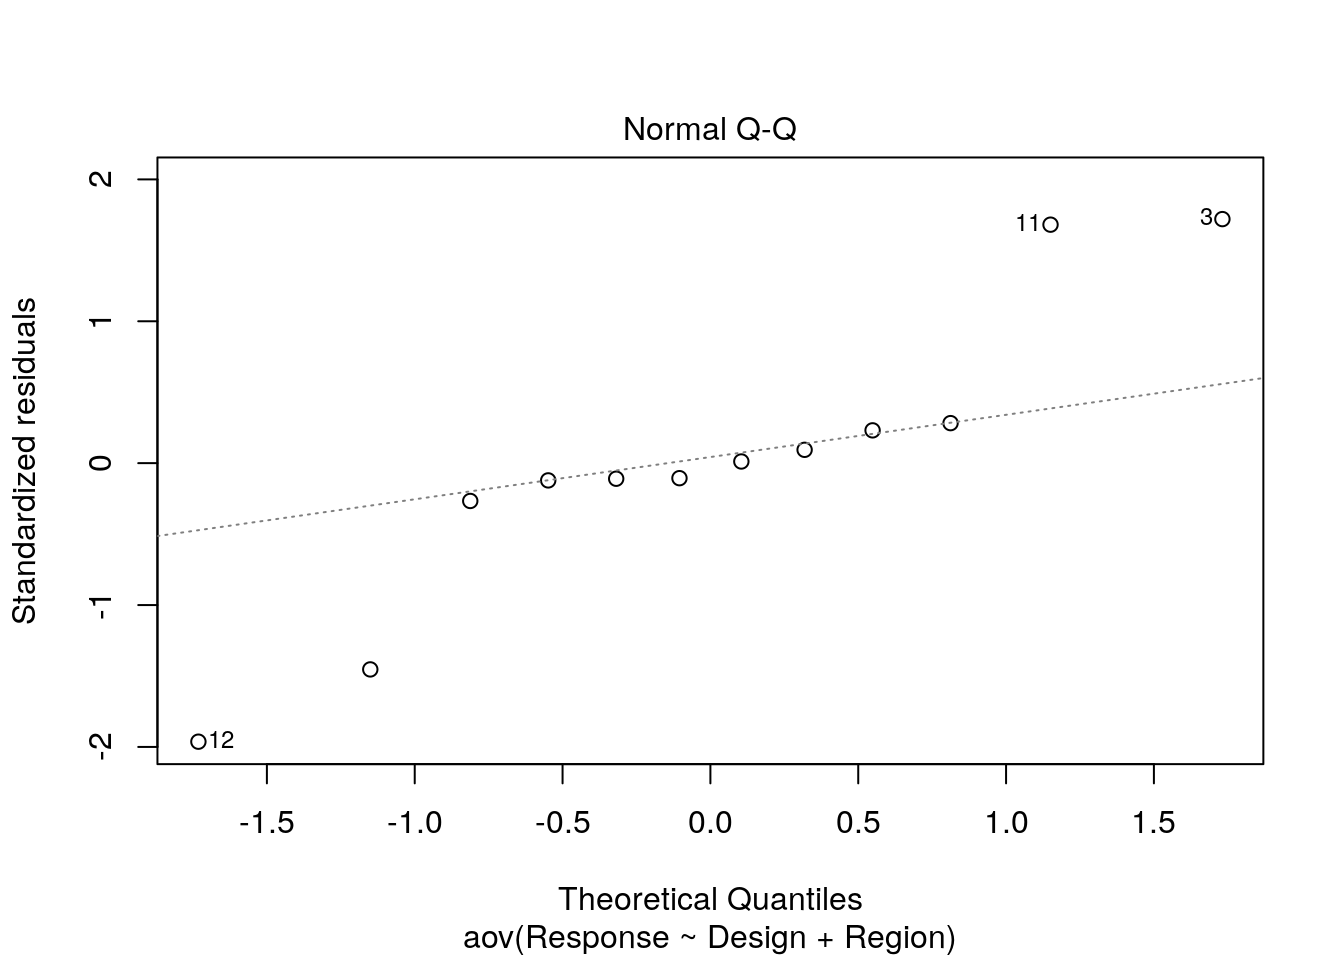 Normal Q-Q
Standardized residuals
2
1
0
-1
-2
11
3
12
-1.5 -1.0 -0.5 0.0 0.5 1.0 1.5
Theoretical Quantiles
aov(Response ~ Design + Region)